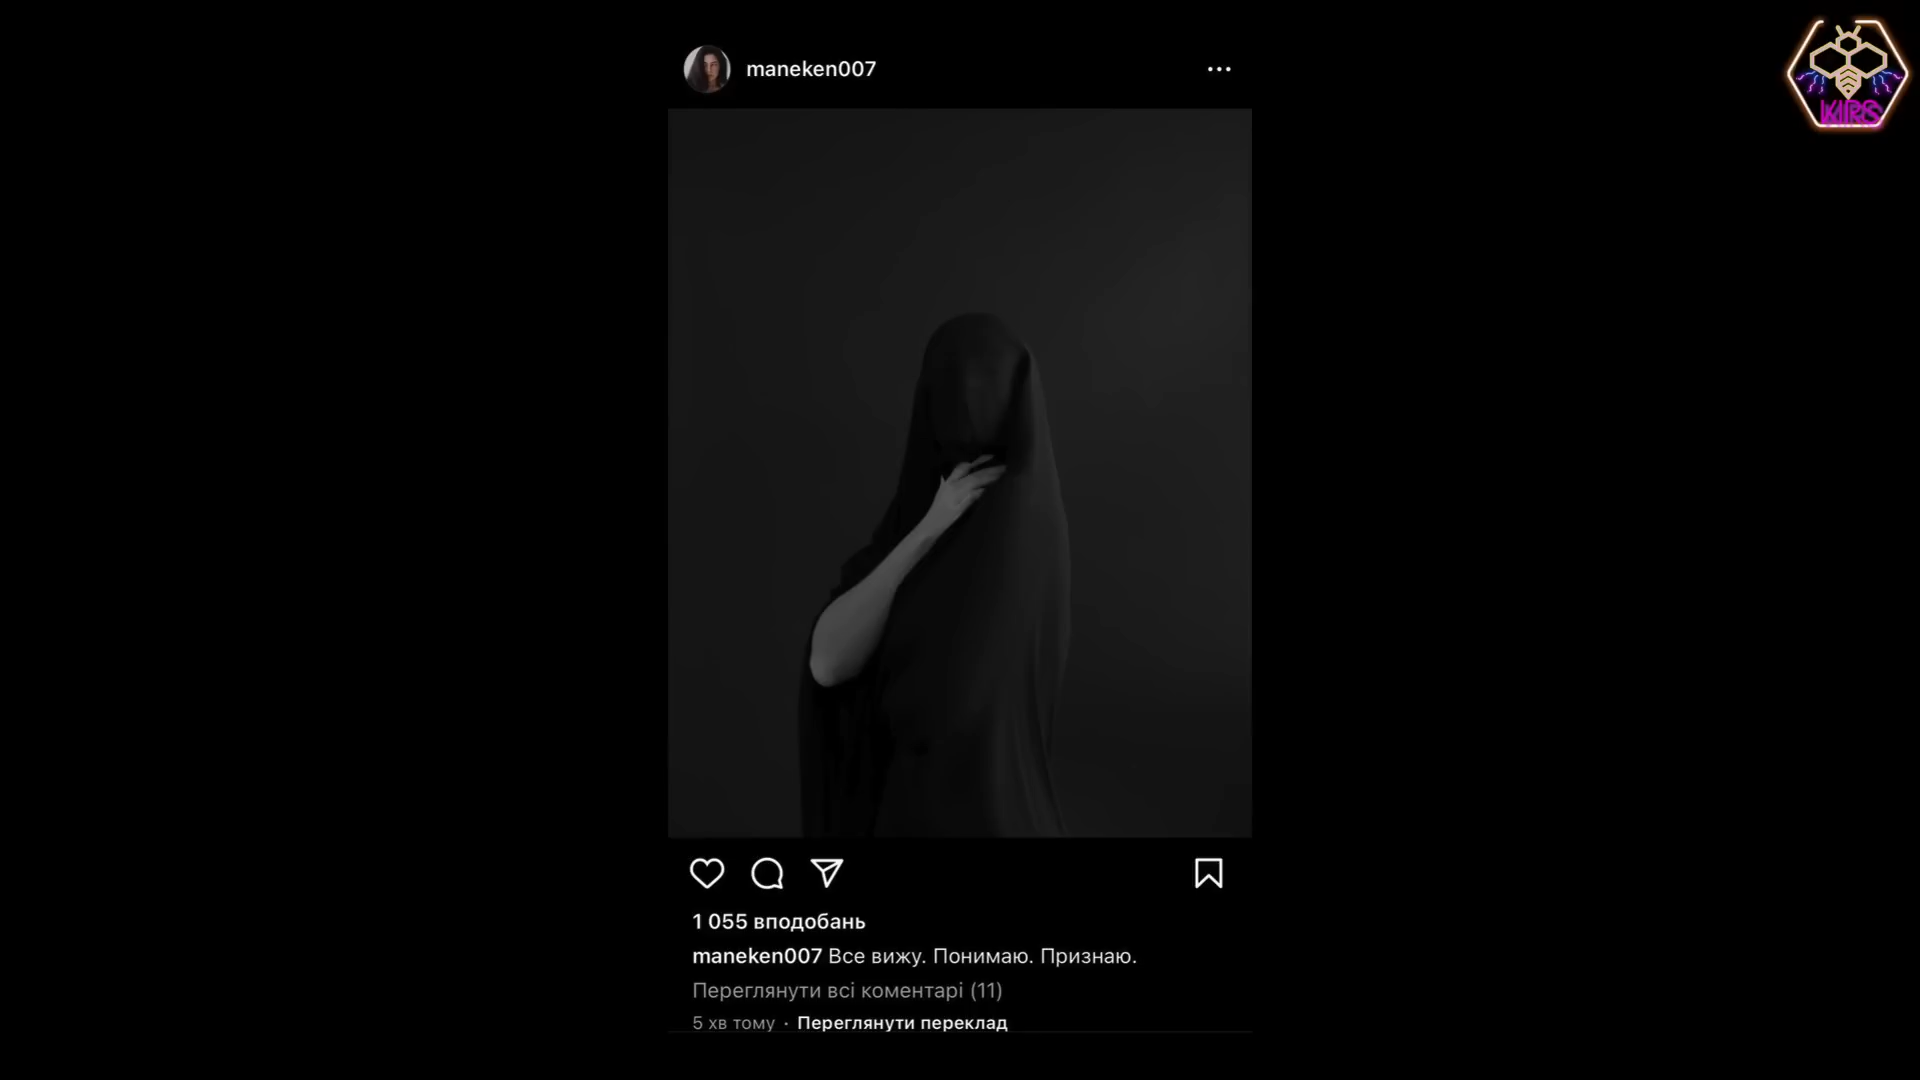 maneken007
KIRS
1 055 вподобань
maneken007 Все вижу. Понимаю. Признаю.
Переглянути всі коментарі (11)
5 хв тому · Переглянути переклад